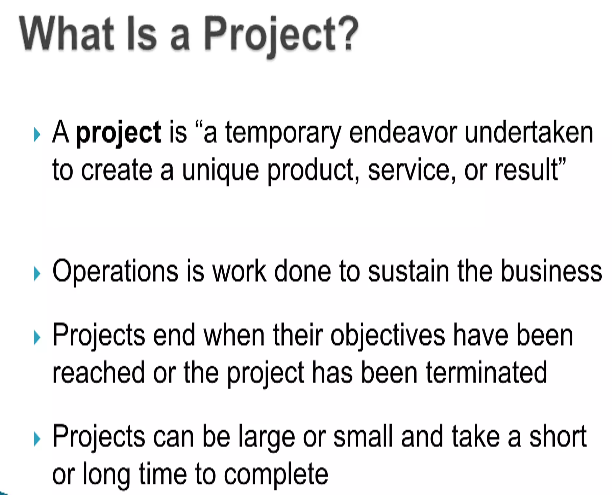 What Is a Project?
A project is “a temporary endeavor undertaken
to create a unique product, service, or result”
Operations is work done to sustain the business
Projects end when their objectives have been
reached or the project has been terminated
Projects can be large or small and take a short
or long time to complete